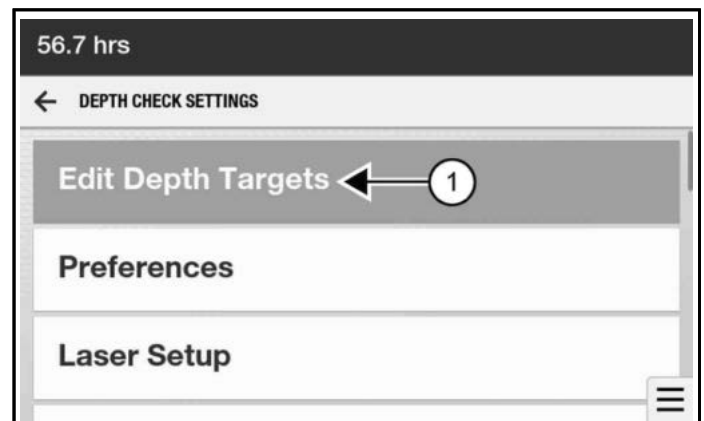 56.7 hrs
← DEPTH CHECK SETTINGS
Edit Depth Targets 1
Preferences
Laser Setup